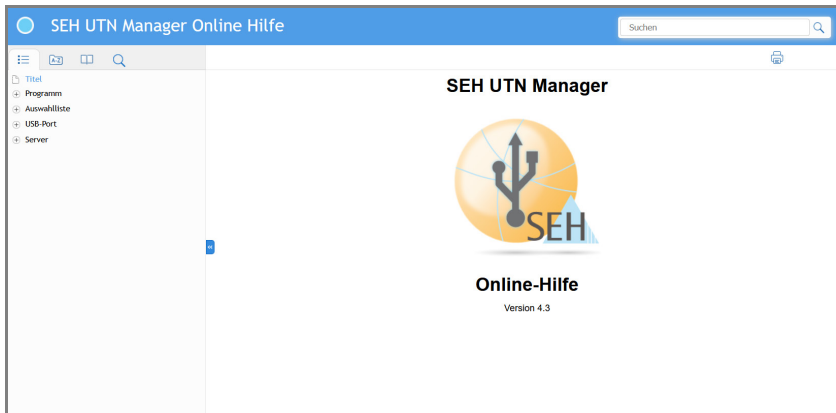 SEH UTN Manager Online Hilfe
Suchen
A-Z
Titel
Programm
Auswahlliste
USB-Port
Server
SEH UTN Manager
SEH
Online-Hilfe
Version 4.3